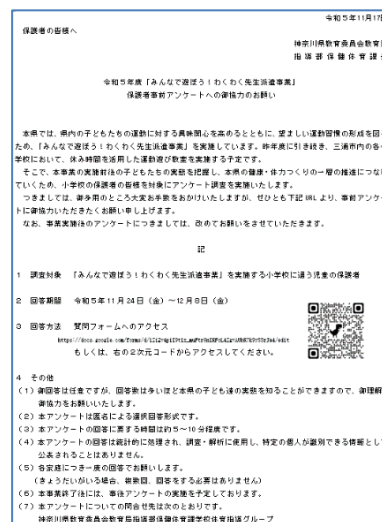 令和5年11月17日
保護者の皆様へ
神奈川県教育委員会教育局
指導部保健体育課
令和5年度「みんなで遊ぼう!わくわく先生派遣事業」
保護者事前アンケートへの御協力のお願い
本県では、県内の子どもたちの運動に対する興味関心を高めるとともに、望ましい運動習慣の形成を図る
ため、「みんなで遊ぼう!わくわく先生派遣事業」を実施しています。昨年度に引き続き、三浦市内の各小
学校において、休み時間を活用した運動遊び教室を実施する予定です。
そこで、本事業の実施前後の子どもたちの実態を把握し、本県の健康・体力つくりの一層の推進につなげ
ていくため、小学校の保護者の皆様を対象にアンケート調査を実施いたします。
つきましては、御多用のところ大変お手数をおかけいたしますが、ぜひとも下記URLより、事前アンケー
トに御協力いただきたくお願い申し上げます。
なお、事業実施後のアンケートにつきましては、改めてお願いをさせていただきます。
記
1 調査対象 「みんなで遊ぼう!わくわく先生派遣事業」を実施する小学校に通う児童の保護者
2 回答期間 令和5年11月24日(金)~12月8日(金)
3 回答方法 質問フォームへのアクセス
もしくは、右の2次元コードからアクセスしてください。
4 その他
(1)御回答は任意ですが、回答数は多いほど本県の子ども達の実態を知ることができますので、御理解
御協力をお願いいたします。
(2)本アンケートは匿名による選択回答形式です。
(3)本アンケートの回答に要する時間は約5~10分程度です。
(4)本アンケートの回答は統計的に処理され、調査・解析に使用し、特定の個人が識別できる情報として
公表されることはありません。
(5)各家庭につき一度の回答でお願いします。
(きょうだいがいる場合、複数回、回答をする必要はありません)
(6)本事業終了後には、事後アンケートの実施を予定しております。
(7)本アンケートについての問合せ先は次のとおりです。
神奈川県教育委員会教育局指導部保健体育課学校体育指導グループ